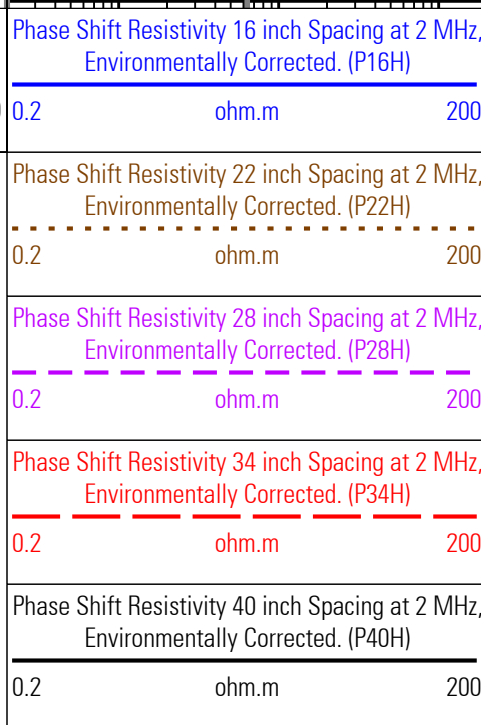 Phase Shift Resistivity 16 inch Spacing at 2 MHz,
Environmentally Corrected. (P16H)
0.2 ohm.m 200
Phase Shift Resistivity 22 inch Spacing at 2 MHz,
Environmentally Corrected. (P22H)
0.2 ohm.m 200
Phase Shift Resistivity 28 inch Spacing at 2 MHz,
Environmentally Corrected. (P28H)
0.2 ohm.m 200
Phase Shift Resistivity 34 inch Spacing at 2 MHz,
Environmentally Corrected. (P34H)
0.2 ohm.m 200
Phase Shift Resistivity 40 inch Spacing at 2 MHz,
Environmentally Corrected. (P40H)
0.2 ohm.m 200